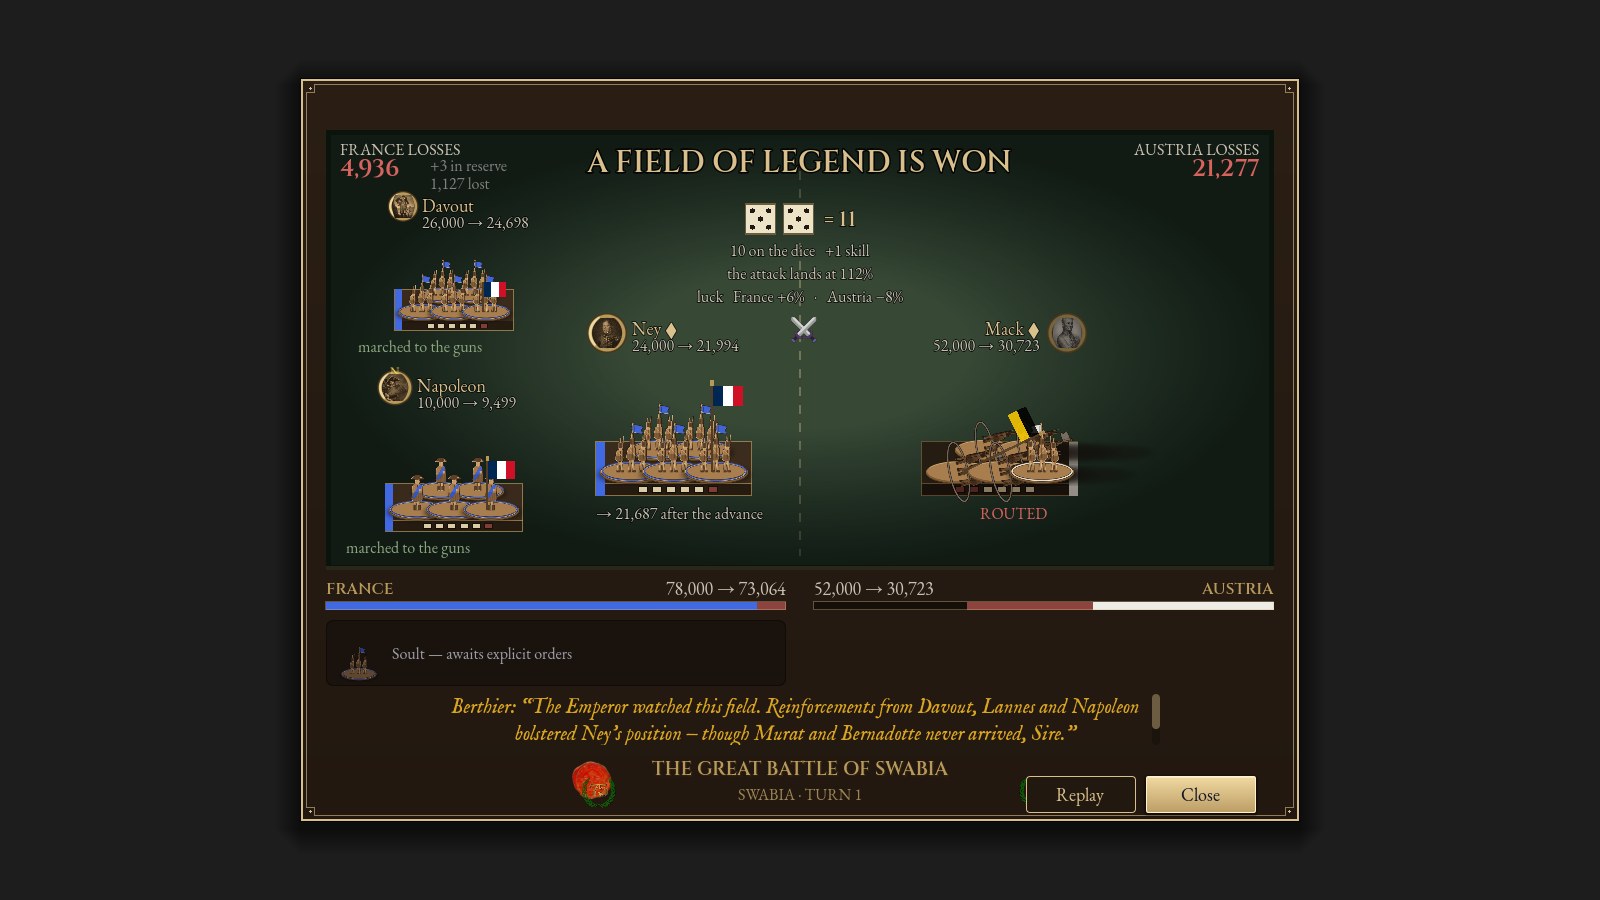 FRANCE LOSSES
4,936
+3 in reserve
1,127 lost
A FIELD OF LEGEND IS WON
AUSTRIA LOSSES
21,277
Davout
26,000 → 24,698
= 11
10 on the dice +1 skill
the attack lands at 112%
luck France +6% · Austria −8%
Ney
24,000 → 21,994
Mack
52,000 → 30,723
marched to the guns
N
Napoleon
10,000 → 9,499
→ 21,687 after the advance
ROUTED
marched to the guns
FRANCE
78,000 → 73,064
52,000 → 30,723
AUSTRIA
Soult — awaits explicit orders
Berthier: “The Emperor watched this field. Reinforcements from Davout, Lannes and Napoleon
bolstered Ney’s position — though Murat and Bernadotte never arrived, Sire.”
THE GREAT BATTLE OF SWABIA
SWABIA · TURN 1
Replay
Close